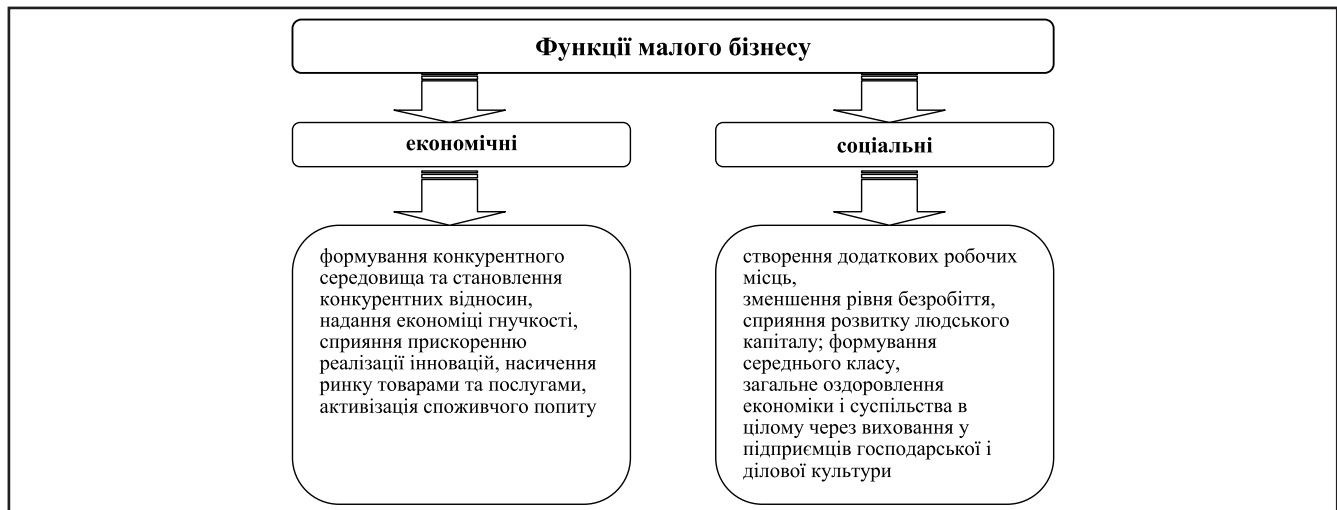 Функції малого бізнесу
економічні
соціальні
формування конкурентного
середовища та становлення
конкурентних відносин,
надання економіці гнучкості,
сприяння прискоренню
реалізації інновацій, насичення
ринку товарами та послугами,
активізація споживчого попиту
створення додаткових робочих
місць,
зменшення рівня безробіття,
сприяння розвитку людського
капіталу; формування
середнього класу,
загальне оздоровлення
економіки і суспільства в
цілому через виховання у
підприємців господарської і
ділової культури